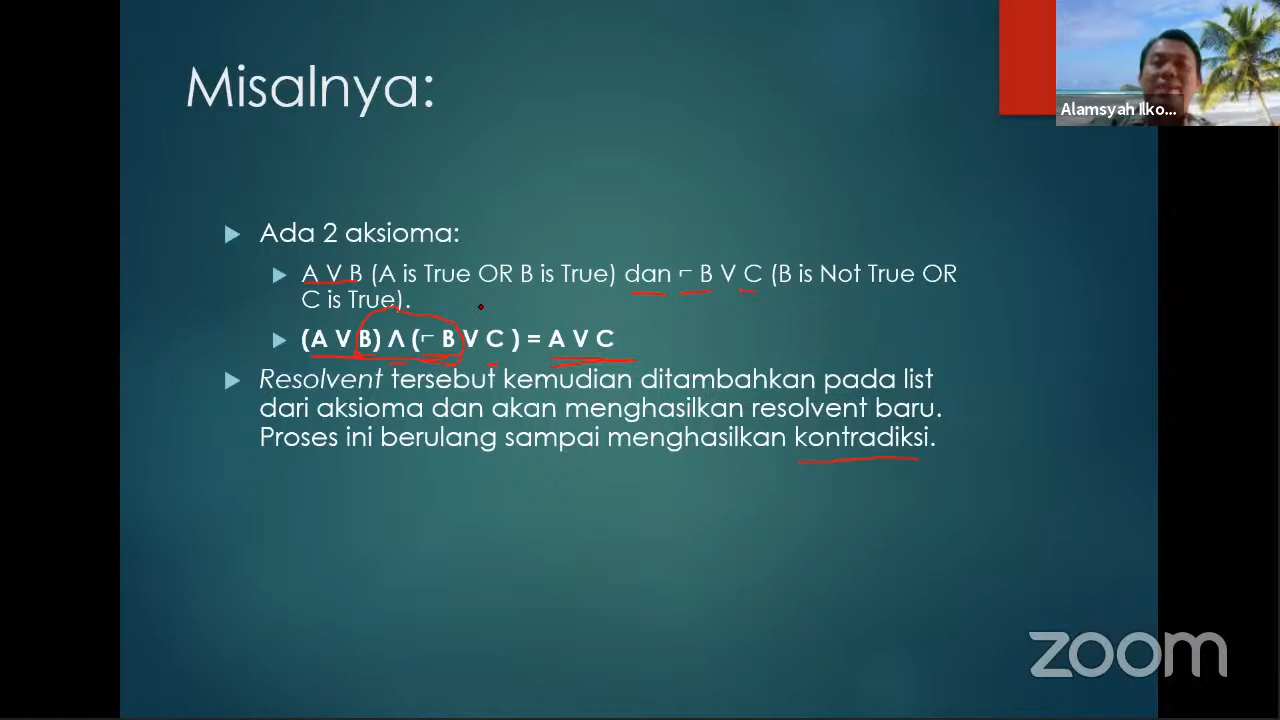 Misalnya:
Alamsyah Ilko...
Ada 2 aksioma:
A V B (A is True OR B is True) dan ⌐ B V C (B is Not True OR
C is True).
(A V B) Λ (⌐ B V C ) = A V C
Resolvent tersebut kemudian ditambahkan pada list
dari aksioma dan akan menghasilkan resolvent baru.
Proses ini berulang sampai menghasilkan kontradiksi.
zoom